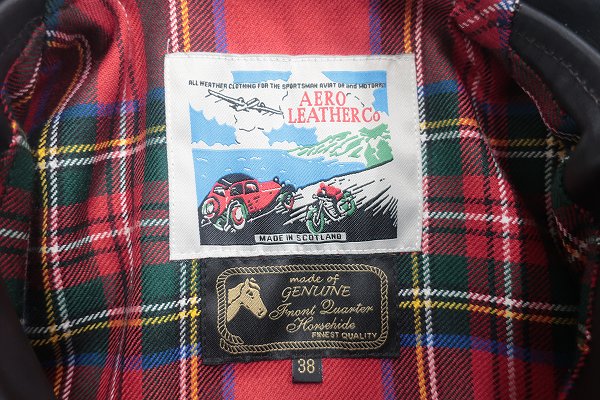 ALL WEATHER CLOTHING FOR THE SPORTSMAN AVIATOR and MOTORIST
AERO
LEATHER Co
MADE IN SCOTLAND
made of
GENUINE
Front Quarter
Horsehide
FINEST QUALITY
38